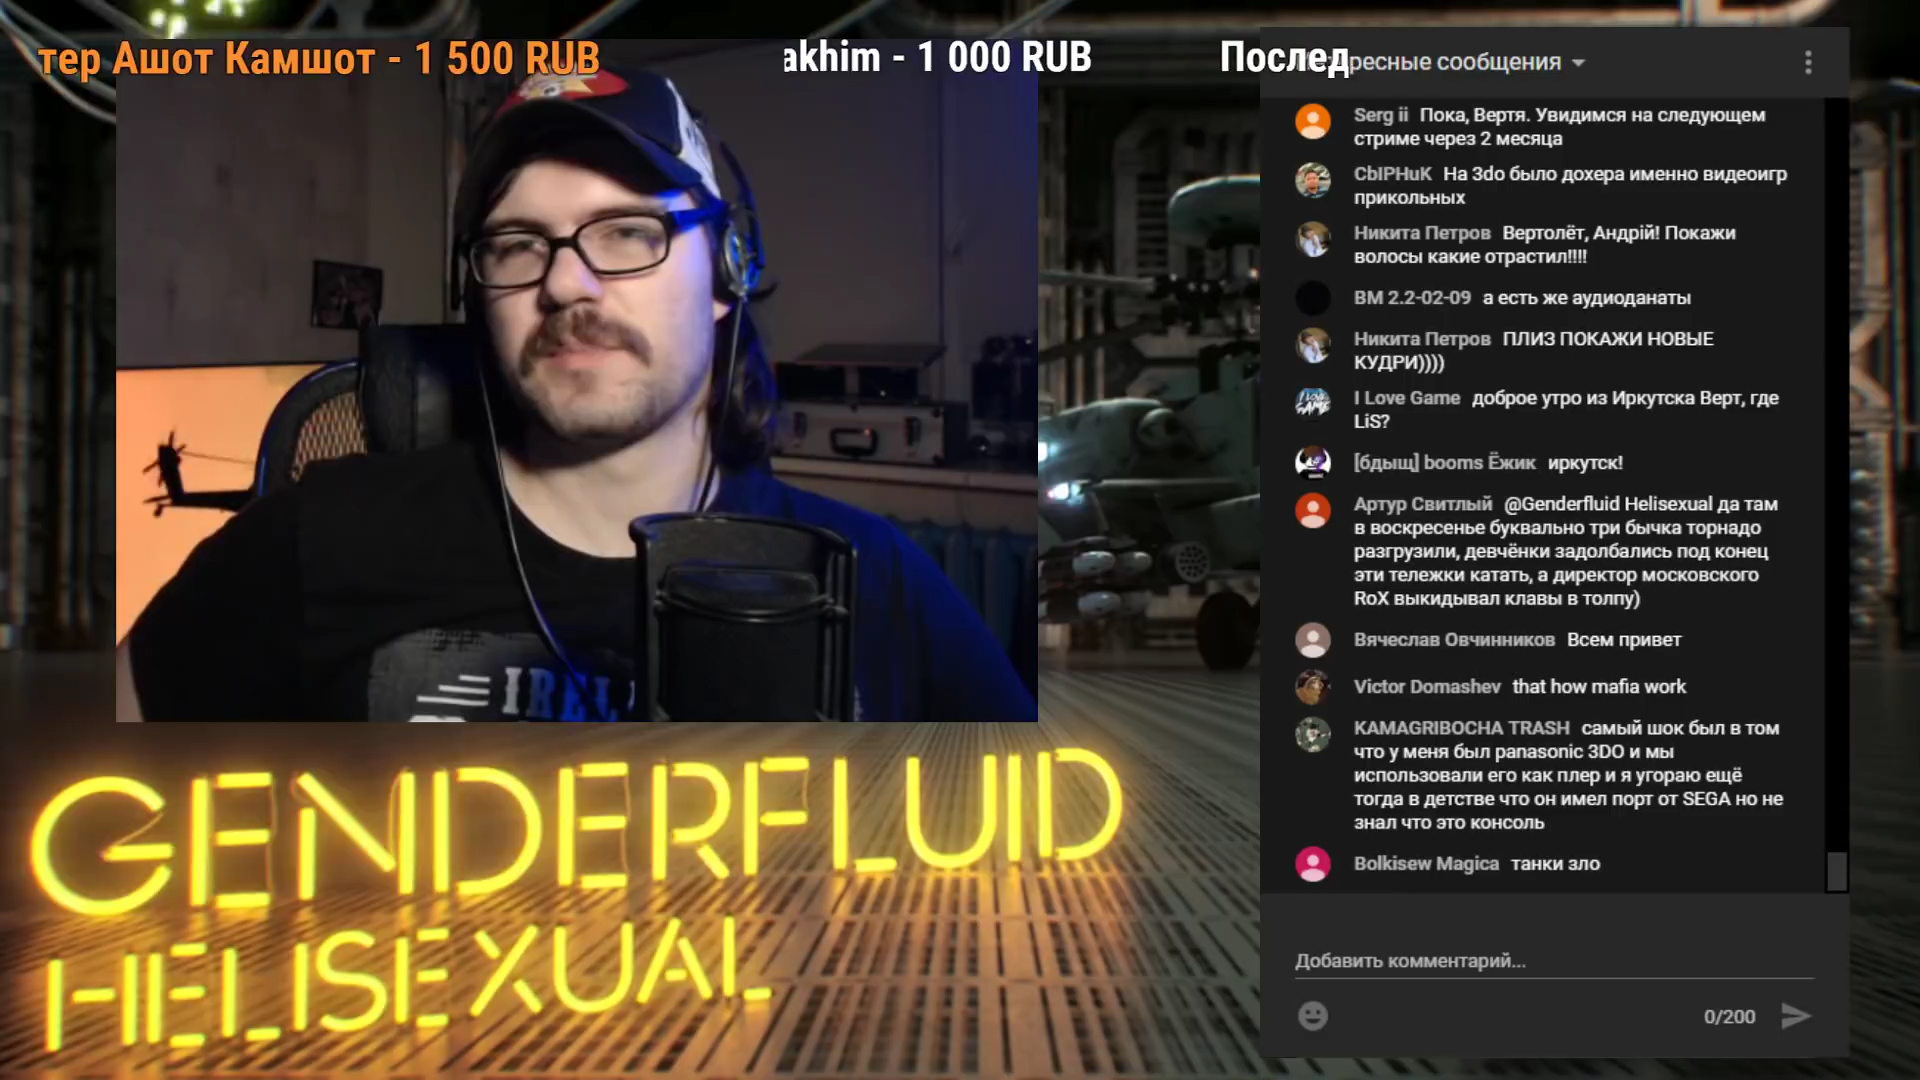 тер Ашот Камшот - 1 500 RUB
akhim - 1 000 RUB
Послед
ресные сообщения
Serg ii Пока, Вертя. Увидимся на следующем
стриме через 2 месяца
CbIPHuK На 3do было дохера именно видеоигр
прикольных
Никита Петров Вертолёт, Андрiй! Покажи
волосы какие отрастил!!!!
BM 2.2-02-09 а есть же аудиоданаты
Никита Петров ПЛИЗ ПОКАЖИ НОВЫЕ
КУДРИ))))
I Love Game доброе утро из Иркутска Верт, где
LiS?
[бдыщ] booms Ёжик иркутск!
Артур Свитлый @Genderfluid Helisexual да там
в воскресенье буквально три бычка торнадо
разгрузили, девчёнки задолбались под конец
эти тележки катать, а директор московского
RoX выкидывал клавы в толпу)
Вячеслав Овчинников Всем привет
Victor Domashev that how mafia work
KAMAGRIBOCHA TRASH самый шок был в том
что у меня был panasonic 3DO и мы
использовали его как плер и я угораю ещё
тогда в детстве что он имел порт от SEGA но не
знал что это консоль
Bolkisew Magica танки зло
Добавить комментарий...
0/200
IREL
GENDERFLUID
HELISEXUAL